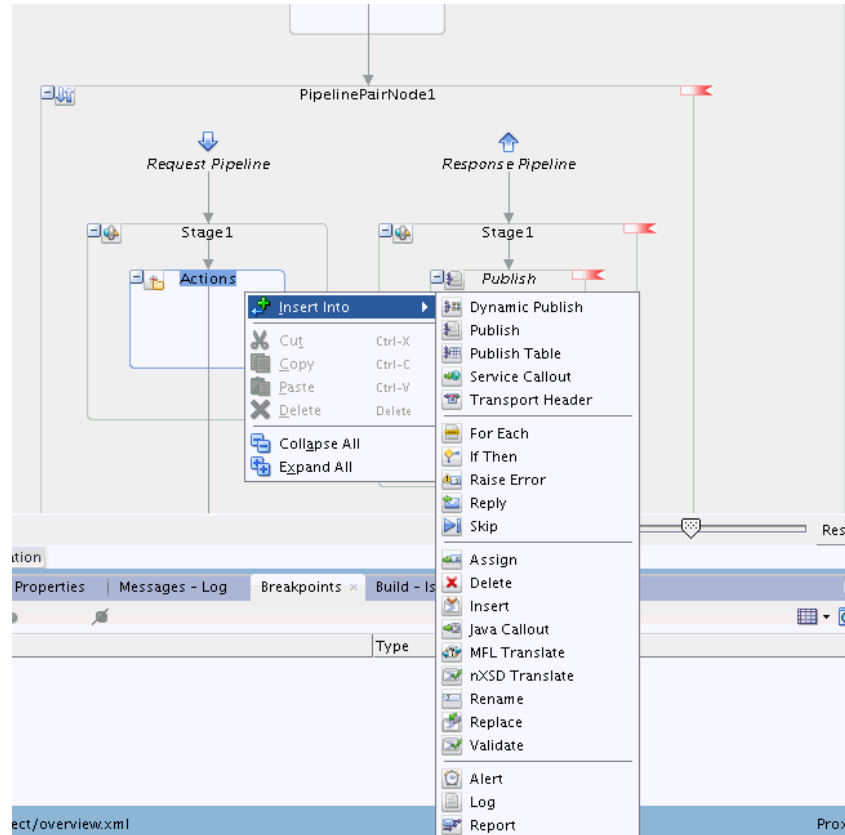 PipelinePairNode1
Request Pipeline
Response Pipeline
Stage1
Stage1
Actions
Publish
Insert Into
Cut Ctrl-X
Copy Ctrl-C
Paste Ctrl-V
Delete Delete
Collapse All
Expand All
Dynamic Publish
Publish
Publish Table
Service Callout
Transport Header
For Each
If Then
Raise Error
Reply
Skip
Assign
Delete
Insert
Java Callout
MFL Translate
nXSD Translate
Rename
Replace
Validate
Alert
Log
Report
Res
ation
Properties Messages - Log Breakpoints × Build - Is
Type
ect/overview.xml
Prox